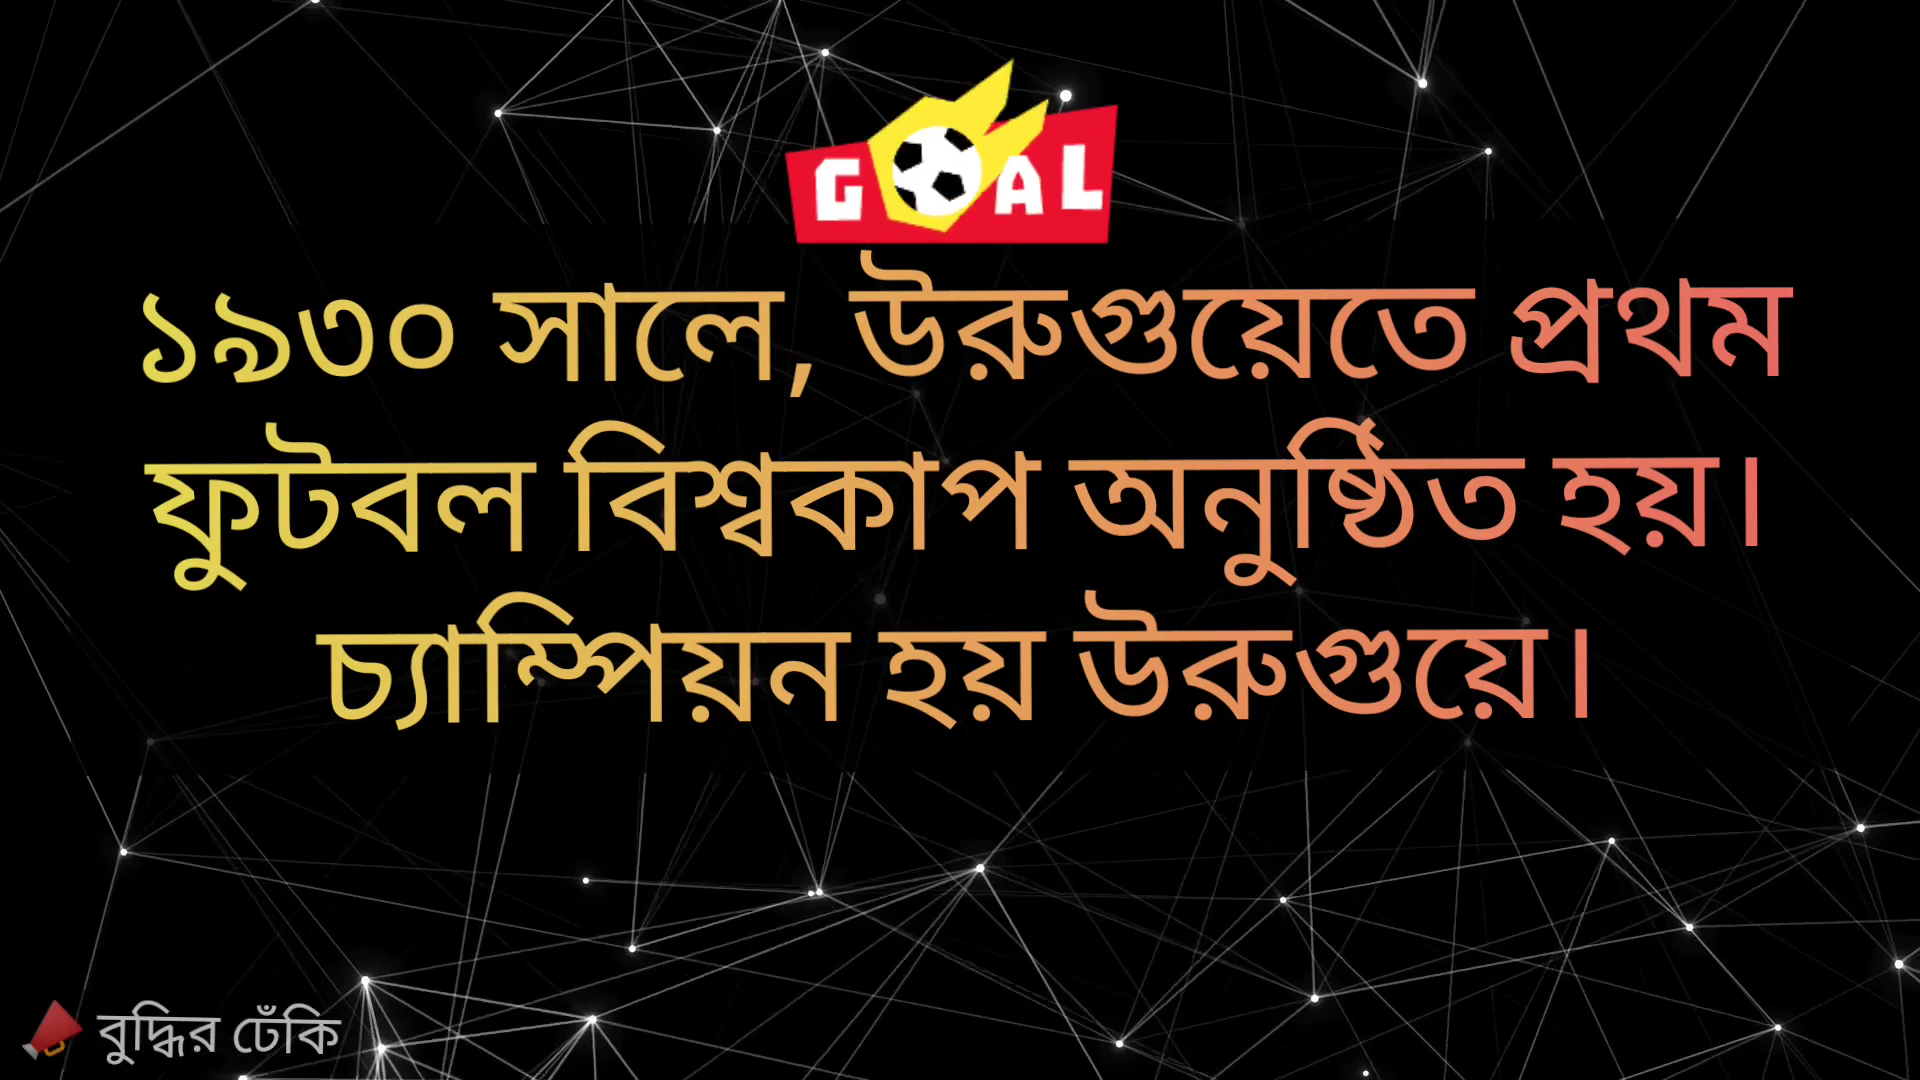 GOAL
১৯৩০ সালে, উরুগুয়েতে প্রথম
ফুটবল বিশ্বকাপ অনুষ্ঠিত হয়।
চ্যাম্পিয়ন হয় উরুগুয়ে।
বুদ্ধির ঢেঁকি